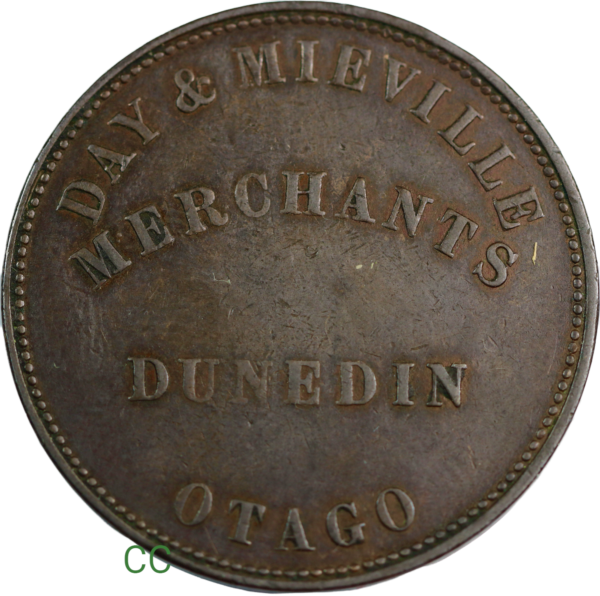 DAY & MIEVILLE
MERCHANTS
DUNEDIN
OTAGO
CC